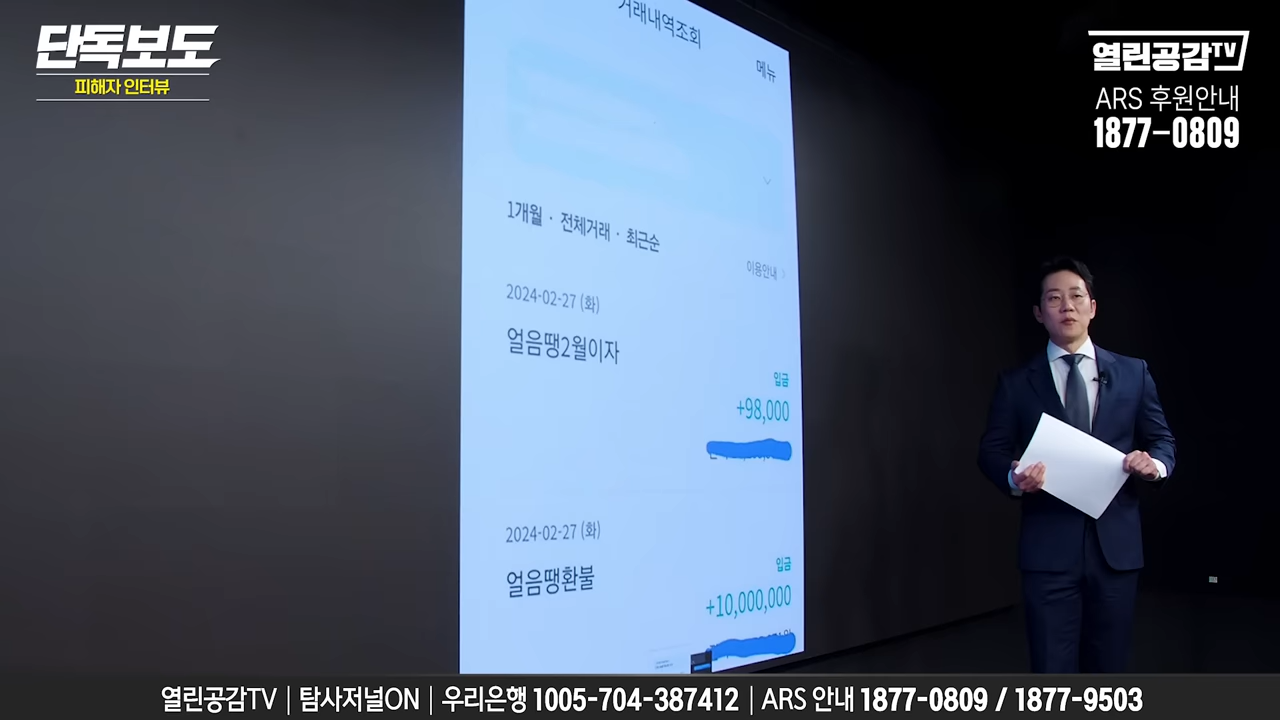 단독보도
피해자 인터뷰
열린공감TV
ARS 후원안내
1877-0809
거래내역조회
메뉴
1개월 · 전체거래 · 최근순
이용안내
2024-02-27 (화)
얼음땡2월이자
입금
+98,000
2024-02-27 (화)
얼음땡환불
입금
+10,000,000
열린공감TV | 탐사저널ON | 우리은행 1005-704-387412 | ARS 안내 1877-0809 / 1877-9503